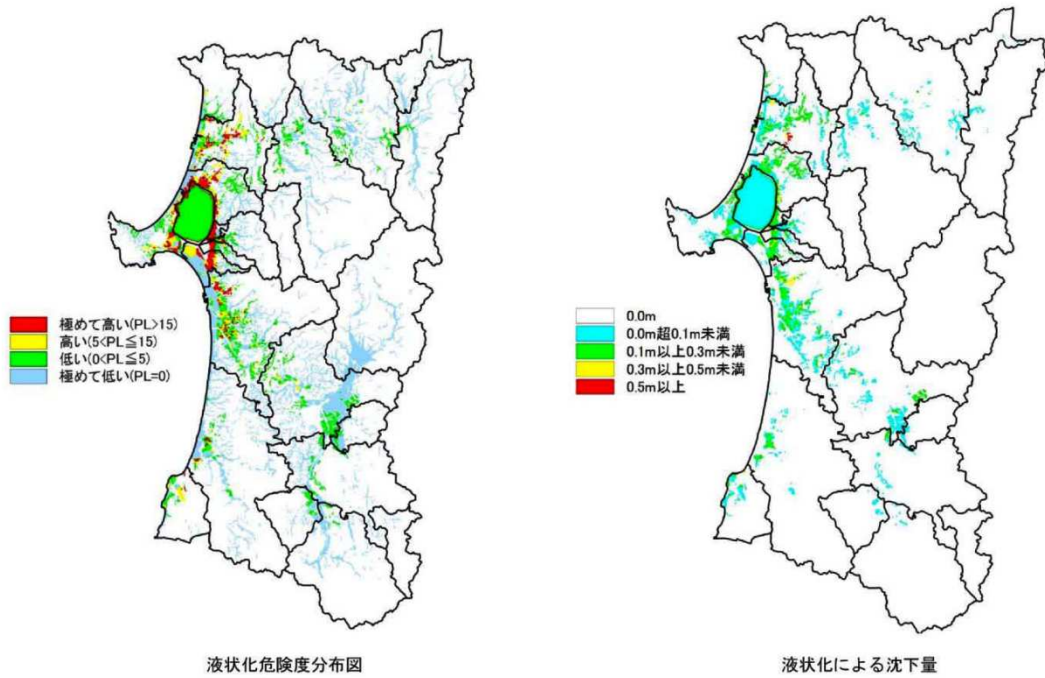 極めて高い(PL>15)
高い(5<PL≦15)
低い(0<PL≦5)
極めて低い(PL=0)
液状化危険度分布図
0.0m
0.0m超0.1m未満
0.1m以上0.3m未満
0.3m以上0.5m未満
0.5m以上
液状化による沈下量